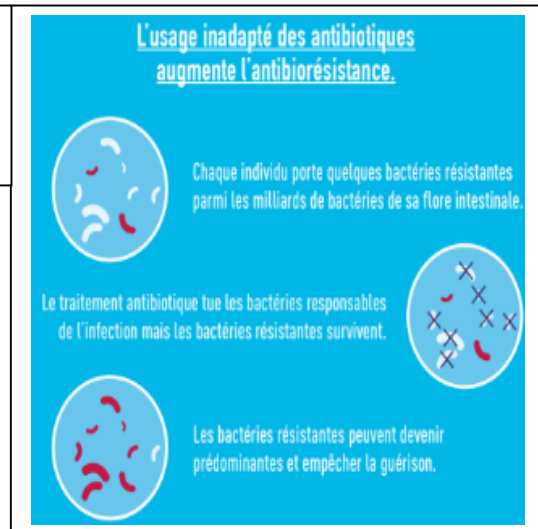 L'usage inadapté des antibiotiques
augmente l'antibiorésistance.
Chaque individu porte quelques bactéries résistantes
parmi les milliards de bactéries de sa flore intestinale.
Le traitement antibiotique tue les bactéries responsables
de l'infection mais les bactéries résistantes survivent.
Les bactéries résistantes peuvent devenir
prédominantes et empêcher la guérison.